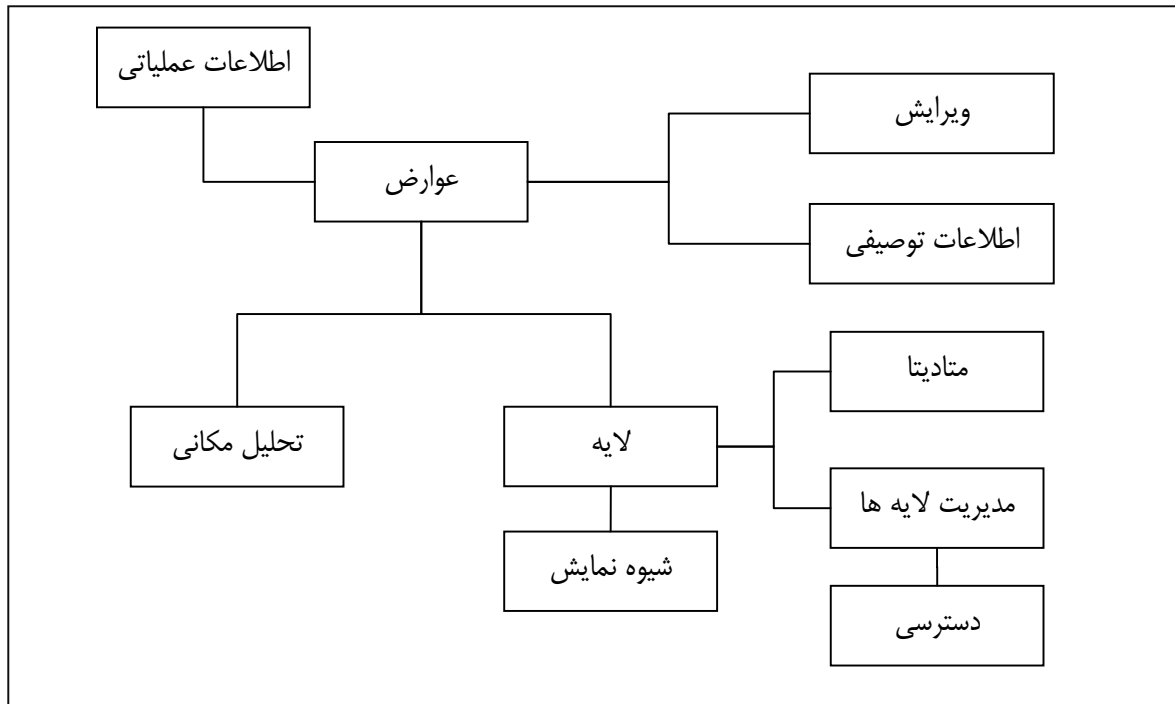 اطلاعات عملیاتی
ویرایش
عوارض
اطلاعات توصیفی
متادیتا
تحلیل مکانی
لایه
مدیریت لایه ها
شیوه نمایش
دسترسی